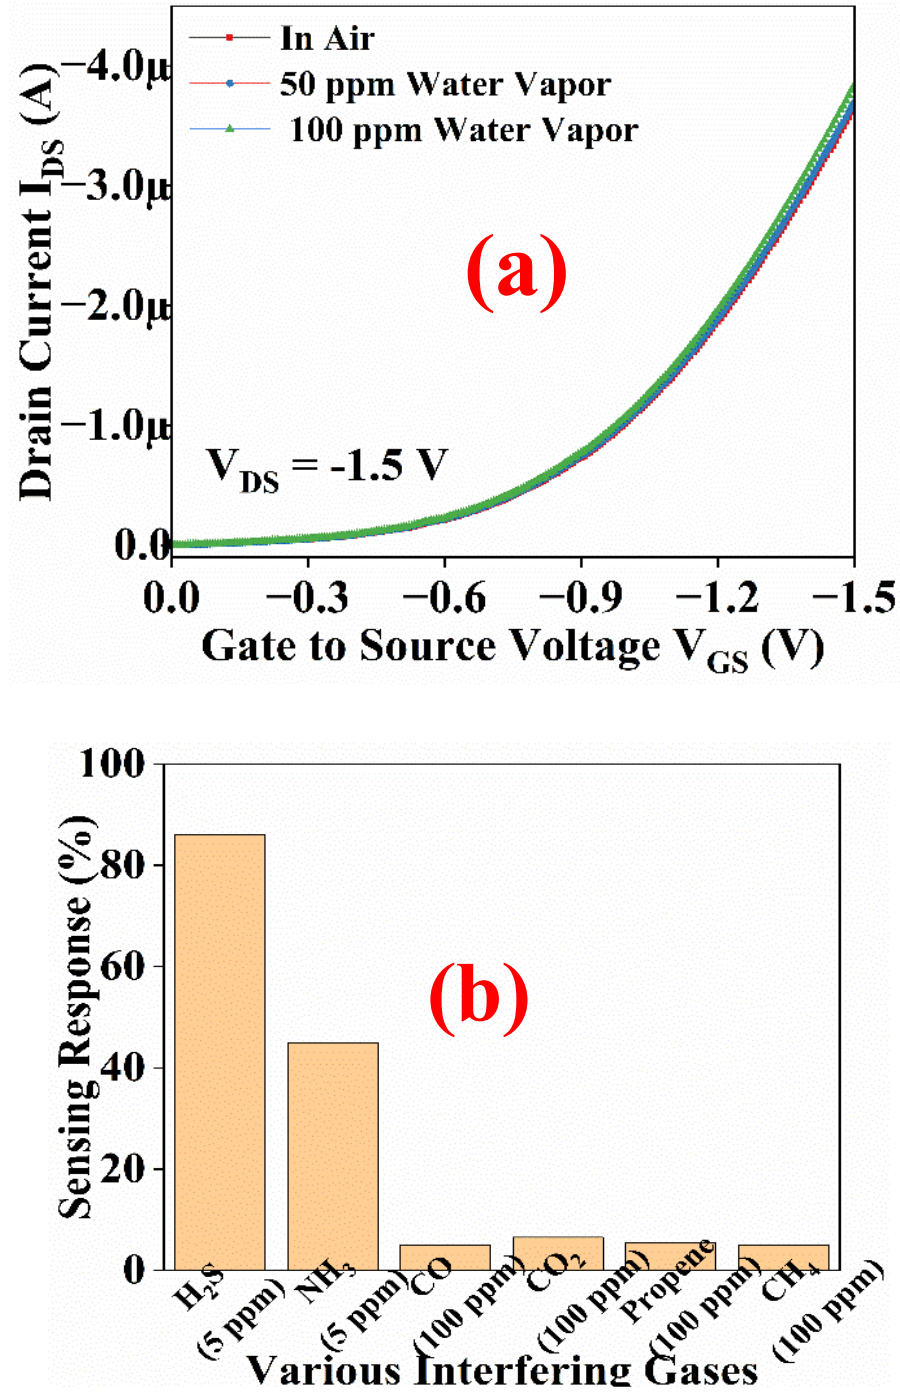 In Air
50 ppm Water Vapor
100 ppm Water Vapor
Drain Current I_DS (A)
−4.0μ
−3.0μ
−2.0μ
−1.0μ
0.0
(a)
V_DS = -1.5 V
0.0 −0.3 −0.6 −0.9 −1.2 −1.5
Gate to Source Voltage V_GS (V)
Sensing Response (%)
100
80
60
40
20
0
(b)
H₂S
(5 ppm)
NH₃
(5 ppm)
CO
(100 ppm)
CO₂
(100 ppm)
Propene
(100 ppm)
CH₄
(100 ppm)
Various Interfering Gases